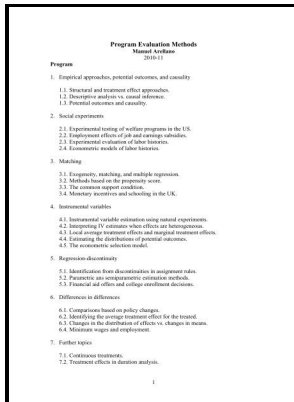 Program Evaluation Methods
Manuel Arellano
2010-11
Program
1. Empirical approaches, potential outcomes, and causality
1.1. Structural and treatment effect approaches.
1.2. Descriptive analysis vs. causal inference.
1.3. Potential outcomes and causality.
2. Social experiments
2.1. Experimental testing of welfare programs in the US.
2.2. Employment effects of job and earnings subsidies.
2.3. Experimental evaluation of labor histories.
2.4. Econometric models of labor histories.
3. Matching
3.1. Exogeneity, matching, and multiple regression.
3.2. Methods based on the propensity score.
3.3. The common support condition.
3.4. Monetary incentives and schooling in the UK.
4. Instrumental variables
4.1. Instrumental variable estimation using natural experiments.
4.2. Interpreting IV estimates when effects are heterogeneous.
4.3. Local average treatment effects and marginal treatment effects.
4.4. Estimating the distributions of potential outcomes.
4.5. The econometric selection model.
5. Regression-discontinuity
5.1. Identification from discontinuities in assignment rules.
5.2. Parametric ans semiparametric estimation methods.
5.3. Financial aid offers and college enrollment decisions.
6. Differences in differences
6.1. Comparisons based on policy changes.
6.2. Identifying the average treatment effect for the treated.
6.3. Changes in the distribution of effects vs. changes in means.
6.4. Minimum wages and employment.
7. Further topics
7.1. Continuous treatments.
7.2. Treatment effects in duration analysis.
1